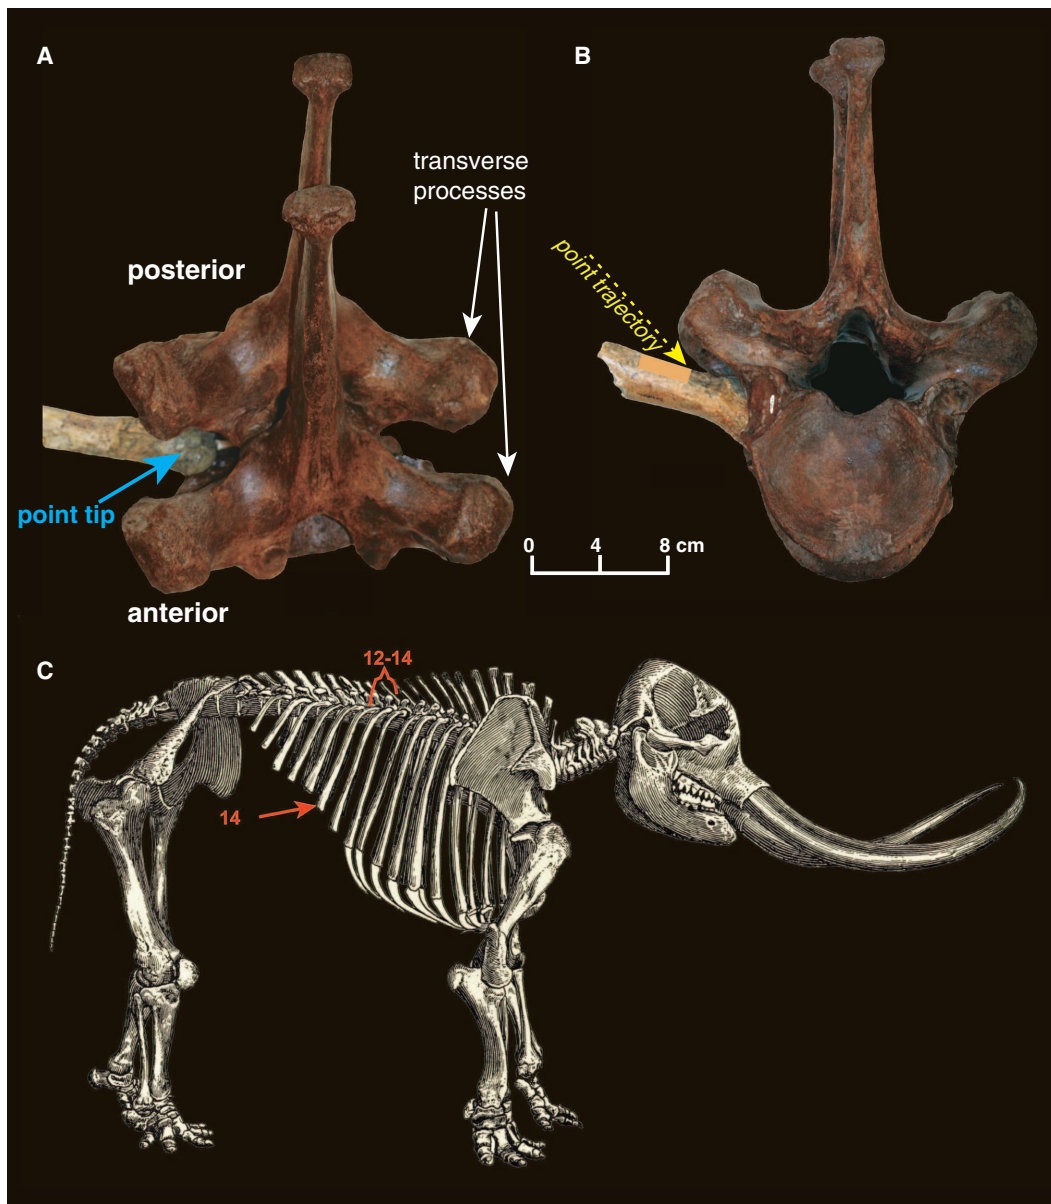 A
B
transverse
processes
posterior
point trajectory
point tip
0 4 8 cm
anterior
C
12-14
14